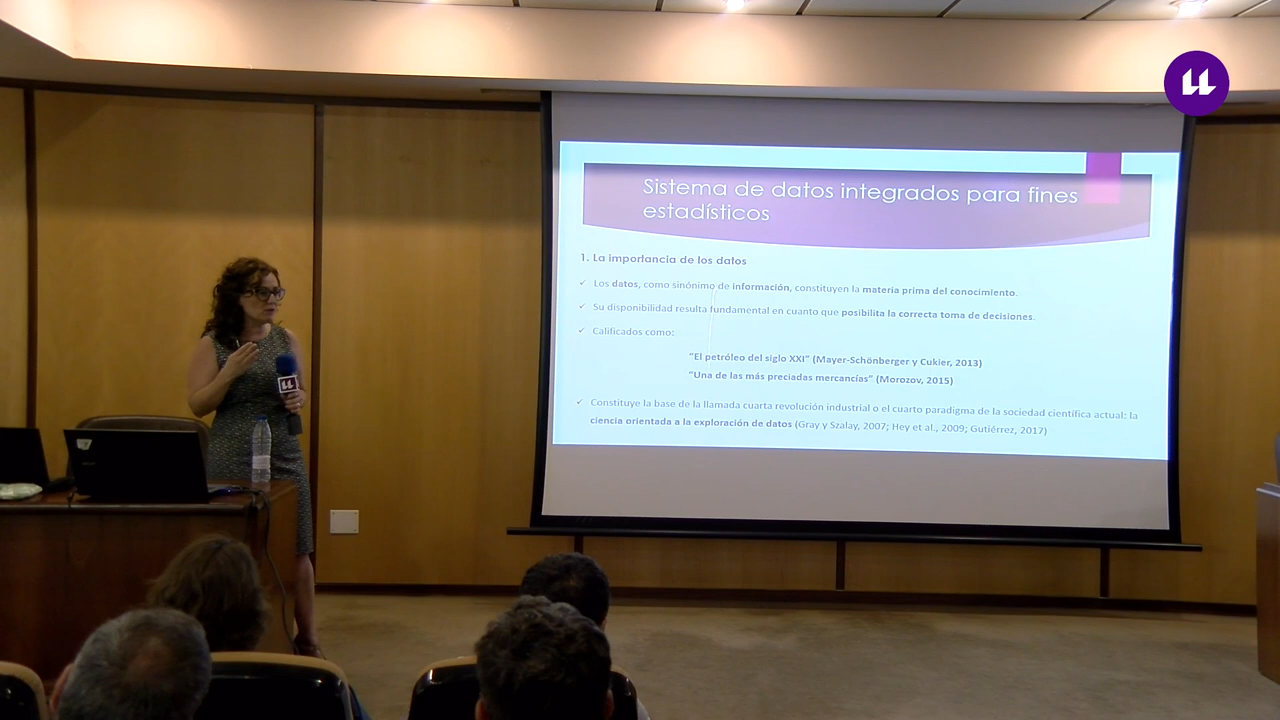 Sistema de datos integrados para fines
estadísticos
1. La importancia de los datos
✓ Los datos, como sinónimo de información, constituyen la materia prima del conocimiento.
✓ Su disponibilidad resulta fundamental en cuanto que posibilita la correcta toma de decisiones.
✓ Calificados como:
"El petróleo del siglo XXI" (Mayer-Schönberger y Cukier, 2013)
"Una de las más preciadas mercancías" (Morozov, 2015)
✓ Constituye la base de la llamada cuarta revolución industrial o el cuarto paradigma de la sociedad científica actual: la
ciencia orientada a la exploración de datos (Gray y Szalay, 2007; Hey et al., 2009; Gutiérrez, 2017)